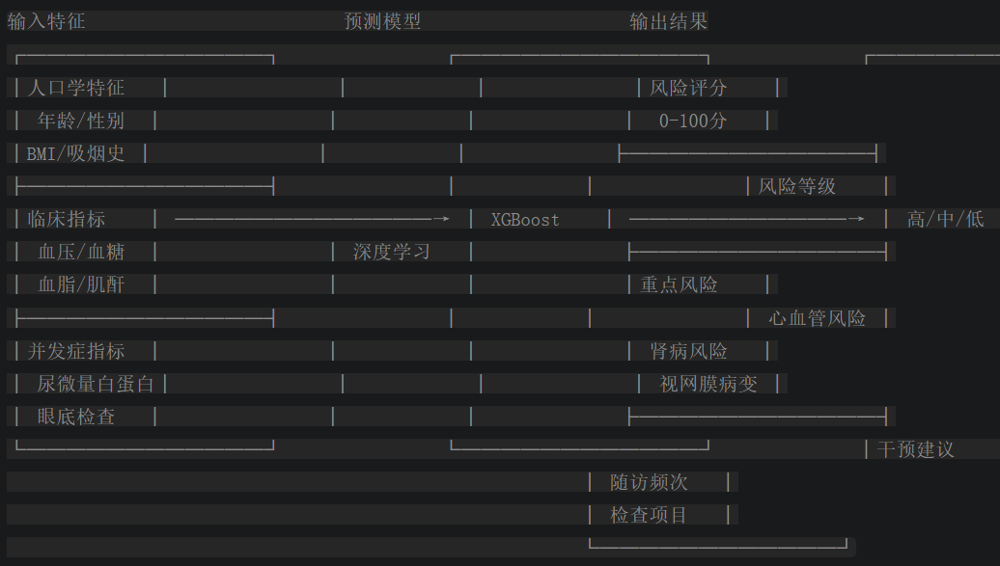 输入特征 预测模型 输出结果
人口学特征 风险评分
年龄/性别 0-100分
BMI/吸烟史
风险等级
临床指标 → XGBoost → 高/中/低
血压/血糖 深度学习
血脂/肌酐 重点风险
心血管风险
并发症指标 肾病风险
尿微量白蛋白 视网膜病变
眼底检查
干预建议
随访频次
检查项目